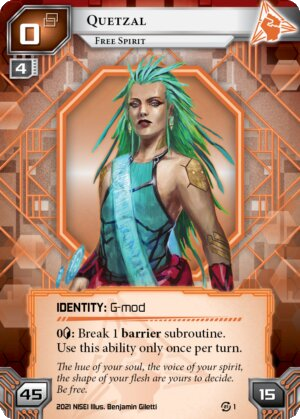 0
QUETZAL
FREE SPIRIT
4
IDENTITY: G-mod
0: Break 1 barrier subroutine.
Use this ability only once per turn.
The hue of your soul, the voice of your spirit,
the shape of your flesh are yours to decide.
Be free.
45
2021 NISEI Illus. Benjamin Giletti
1
15